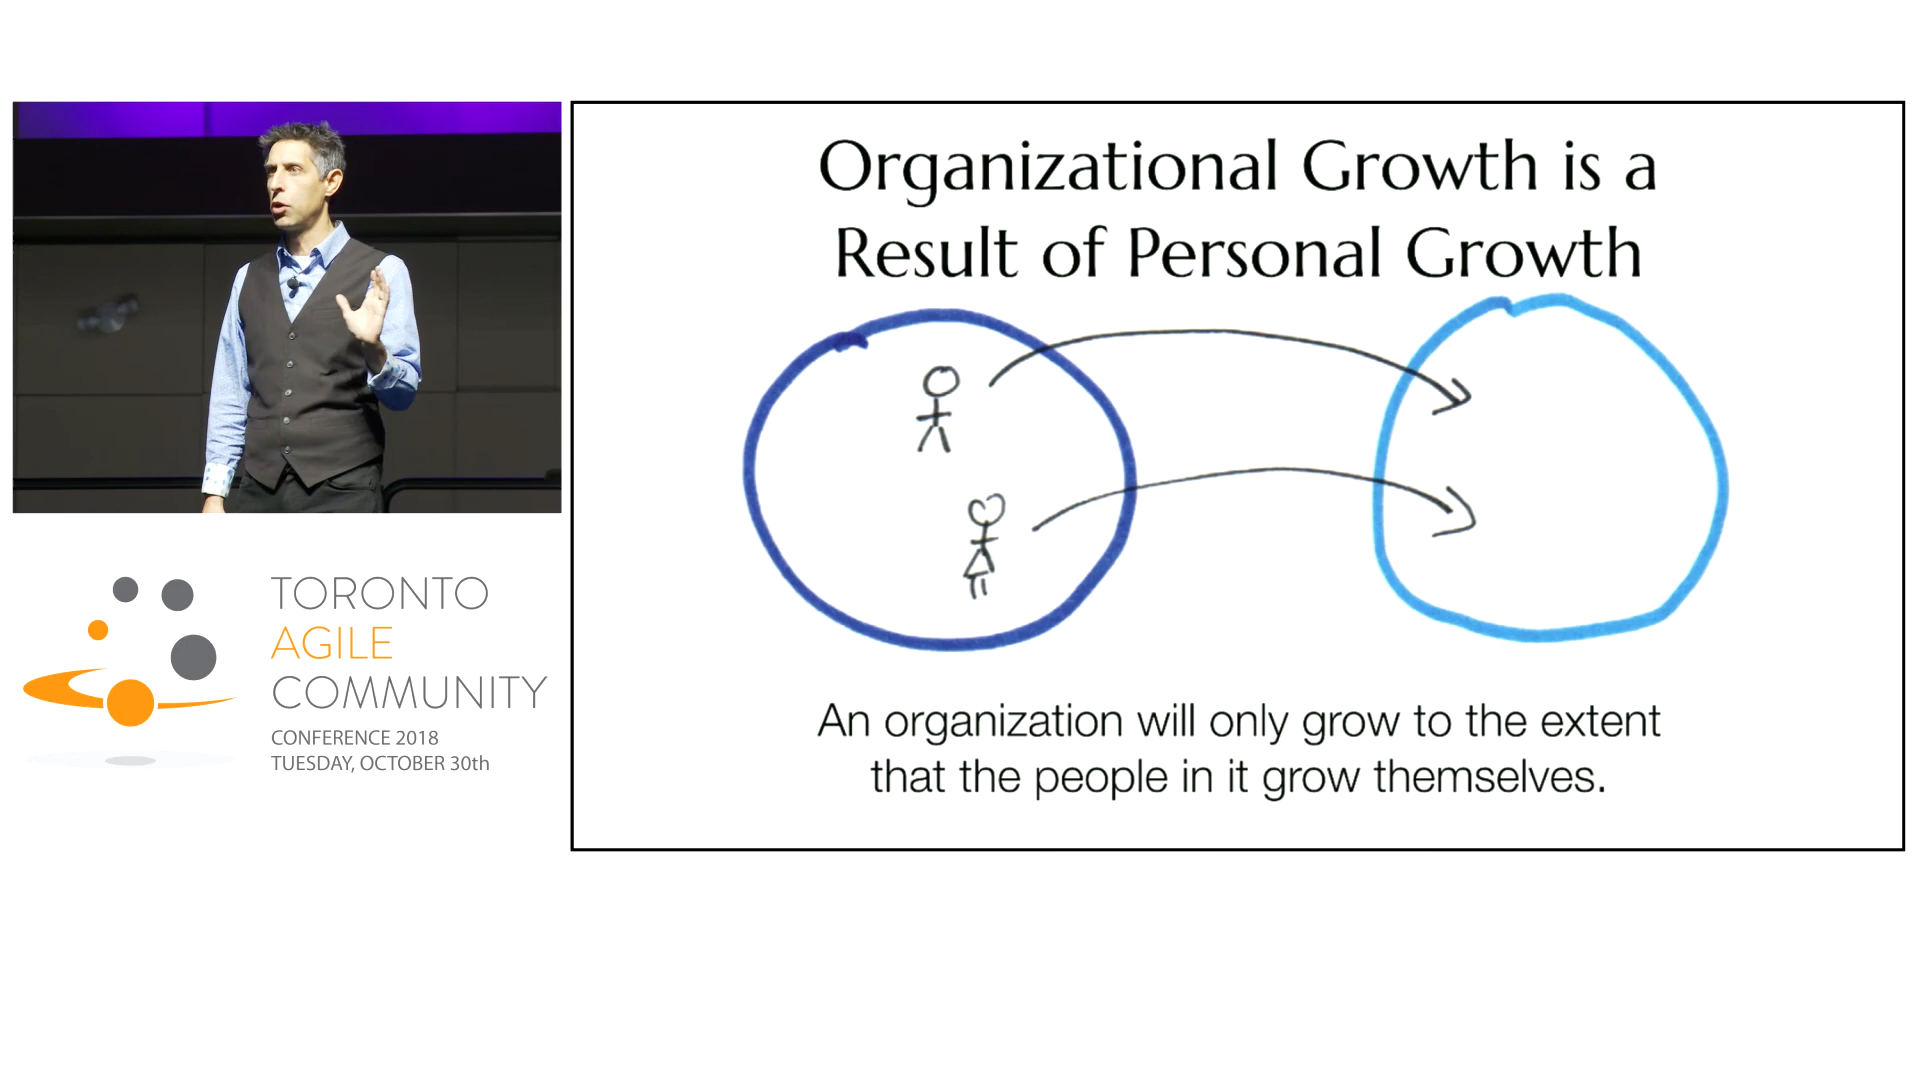 Organizational Growth is a
Result of Personal Growth
An organization will only grow to the extent
that the people in it grow themselves.
TORONTO
AGILE
COMMUNITY
CONFERENCE 2018
TUESDAY, OCTOBER 30th